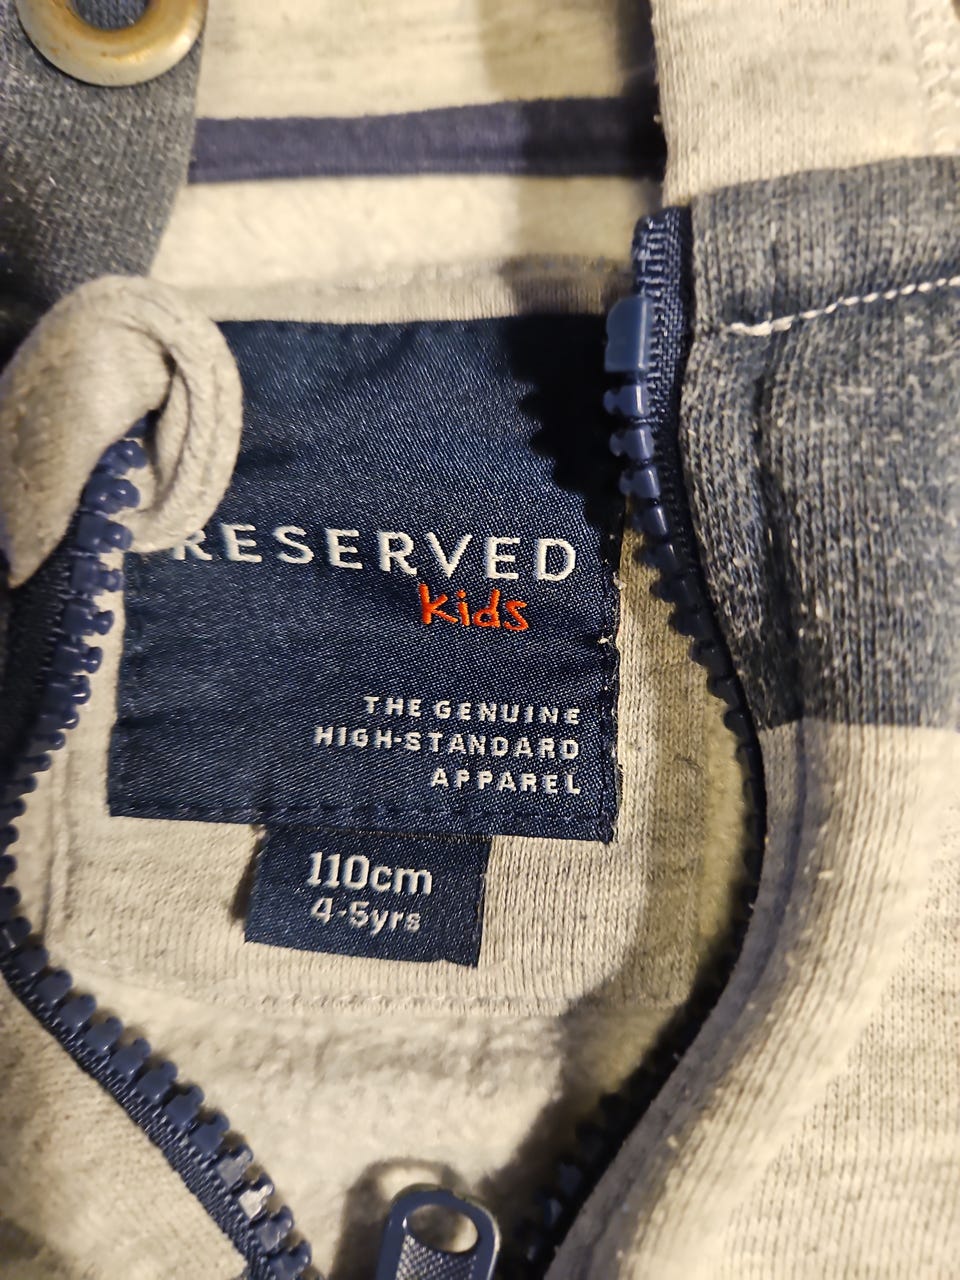 RESERVED
kids
THE GENUINE
HIGH-STANDARD
APPAREL
110cm
4-5yrs